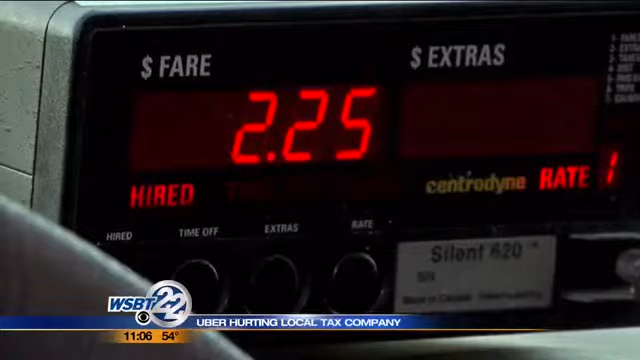 $ FARE
$ EXTRAS
2.25
HIRED
centrodyne
RATE 1
HIRED
TIME OFF
EXTRAS
RATE
Silent 620
WSBT 22
UBER HURTING LOCAL TAX COMPANY
11:06 54°